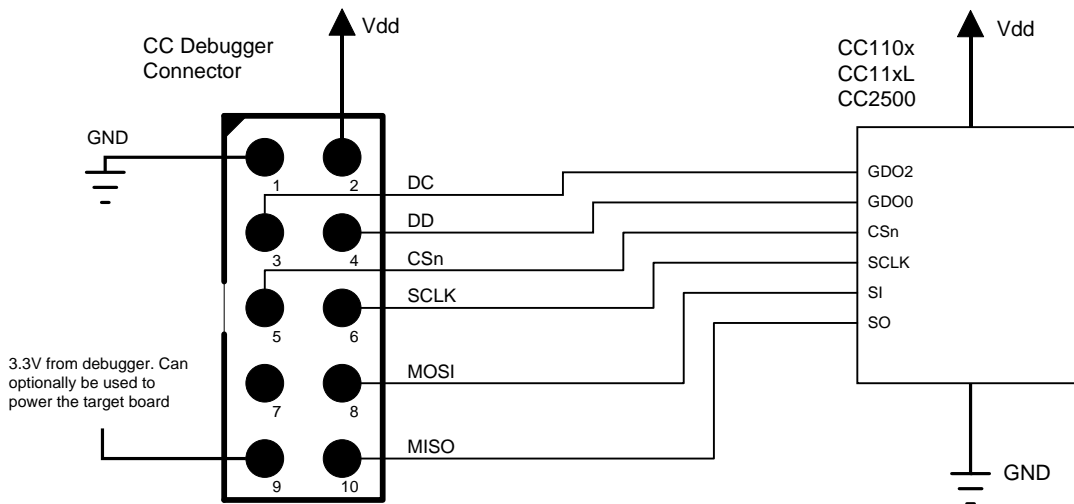 CC Debugger
Connector
Vdd
GND
1
2
DC
3
DD
4
CSn
5
SCLK
6
7
MOSI
8
3.3V from debugger. Can
optionally be used to
power the target board
9
MISO
10
CC110x
CC11xL
CC2500
Vdd
GDO2
GDO0
CSn
SCLK
SI
SO
GND